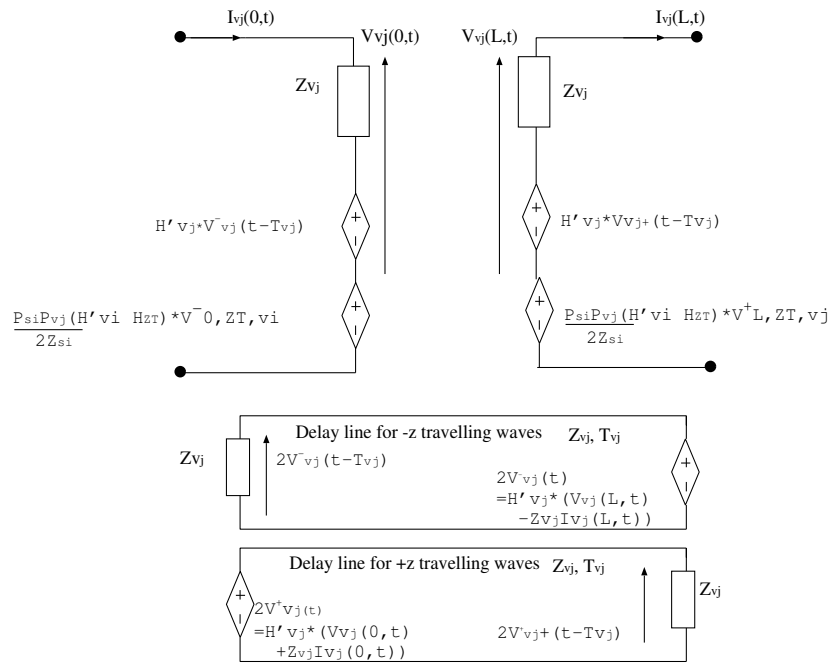 Ivj(0,t)
Vvj(0,t)
Vvj(L,t)
Ivj(L,t)
Zvj
Zvj
+
−
+
−
H'vj*V⁻vj(t-Tvj)
H'vj*Vvj+(t-Tvj)
+
−
+
−
PsiPvj(H'vi HZT)*V⁻0,ZT,vi
2Zsi
PsiPvj(H'vi HZT)*V⁺L,ZT,vj
2Zsi
Delay line for -z travelling waves Zvj, Tvj
Zvj
2V⁻vj(t-Tvj)
2V⁻vj(t)
=H'vj*(Vvj(L,t)
-ZvjIvj(L,t))
+
−
Delay line for +z travelling waves Zvj, Tvj
+
−
2V⁺vj(t)
=H'vj*(Vvj(0,t)
+ZvjIvj(0,t))
2V⁺vj+(t-Tvj)
Zvj